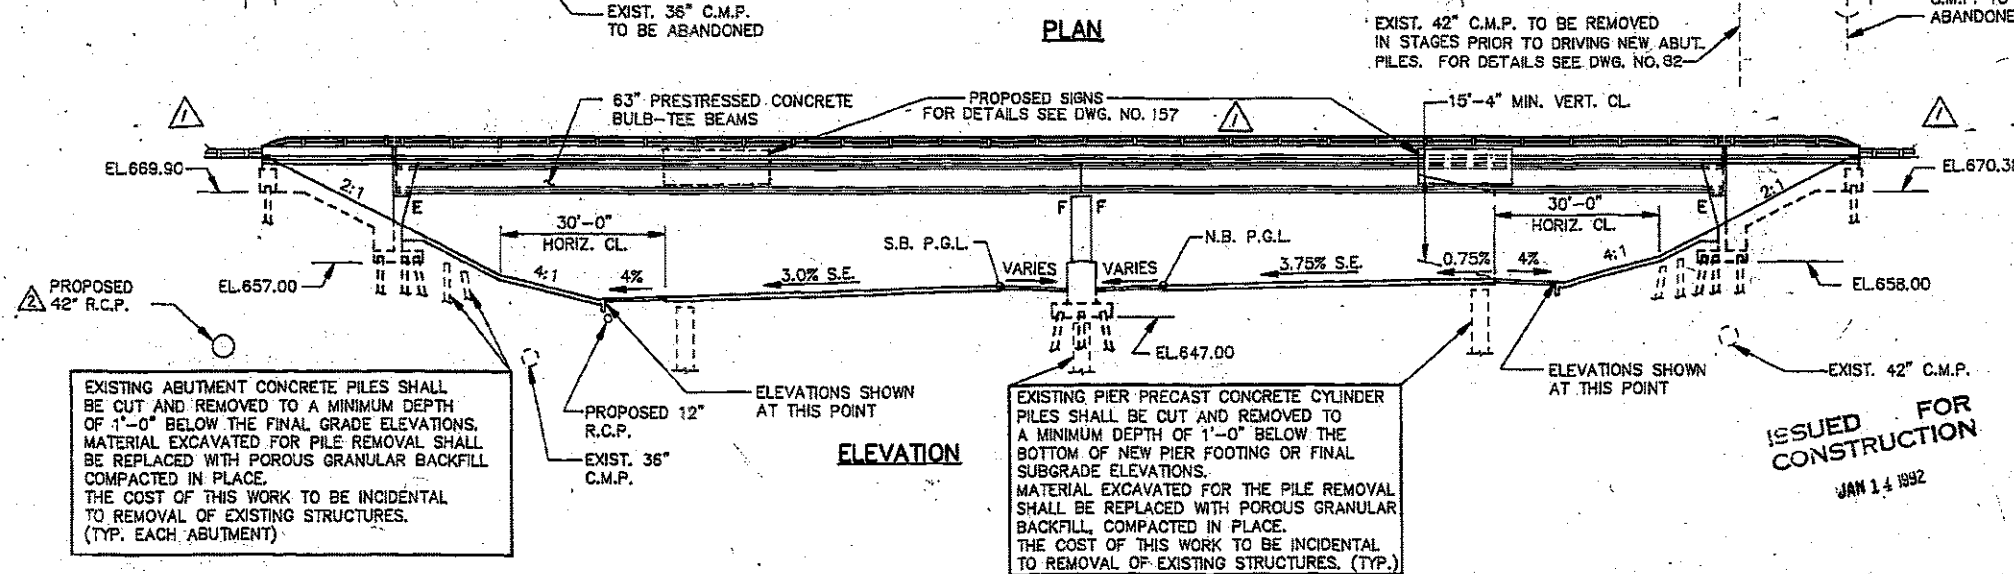 EXIST. 36" C.M.P.
TO BE ABANDONED
PLAN
EXIST. 42" C.M.P. TO BE REMOVED
IN STAGES PRIOR TO DRIVING NEW ABUT.
PILES. FOR DETAILS SEE DWG. NO. 82
ABANDONE
63" PRESTRESSED CONCRETE
BULB-TEE BEAMS
PROPOSED SIGNS
FOR DETAILS SEE DWG. NO. 157
15'-4" MIN. VERT. CL.
1
1
1
EL.669.90
2:1
E
F
F
E
2:1
EL.670.38
30'-0"
HORIZ. CL.
30'-0"
HORIZ. CL.
S.B. P.G.L.
N.B. P.G.L.
4:1
4%
3.0% S.E.
VARIES
VARIES
3.75% S.E.
0.75%
4%
4:1
EL.657.00
EL.658.00
2
PROPOSED
42" R.C.P.
EL.647.00
ELEVATIONS SHOWN
AT THIS POINT
ELEVATIONS SHOWN
AT THIS POINT
EXIST. 42" C.M.P.
PROPOSED 12"
R.C.P.
EXIST. 36"
C.M.P.
ELEVATION
EXISTING ABUTMENT CONCRETE PILES SHALL
BE CUT AND REMOVED TO A MINIMUM DEPTH
OF 1'-0" BELOW THE FINAL GRADE ELEVATIONS.
MATERIAL EXCAVATED FOR PILE REMOVAL SHALL
BE REPLACED WITH POROUS GRANULAR BACKFILL
COMPACTED IN PLACE.
THE COST OF THIS WORK TO BE INCIDENTAL
TO REMOVAL OF EXISTING STRUCTURES.
(TYP. EACH ABUTMENT)
EXISTING PIER PRECAST CONCRETE CYLINDER
PILES SHALL BE CUT AND REMOVED TO
A MINIMUM DEPTH OF 1'-0" BELOW THE
BOTTOM OF NEW PIER FOOTING OR FINAL
SUBGRADE ELEVATIONS.
MATERIAL EXCAVATED FOR THE PILE REMOVAL
SHALL BE REPLACED WITH POROUS GRANULAR
BACKFILL, COMPACTED IN PLACE.
THE COST OF THIS WORK TO BE INCIDENTAL
TO REMOVAL OF EXISTING STRUCTURES. (TYP.)
ISSUED FOR
CONSTRUCTION
JAN 14 1992